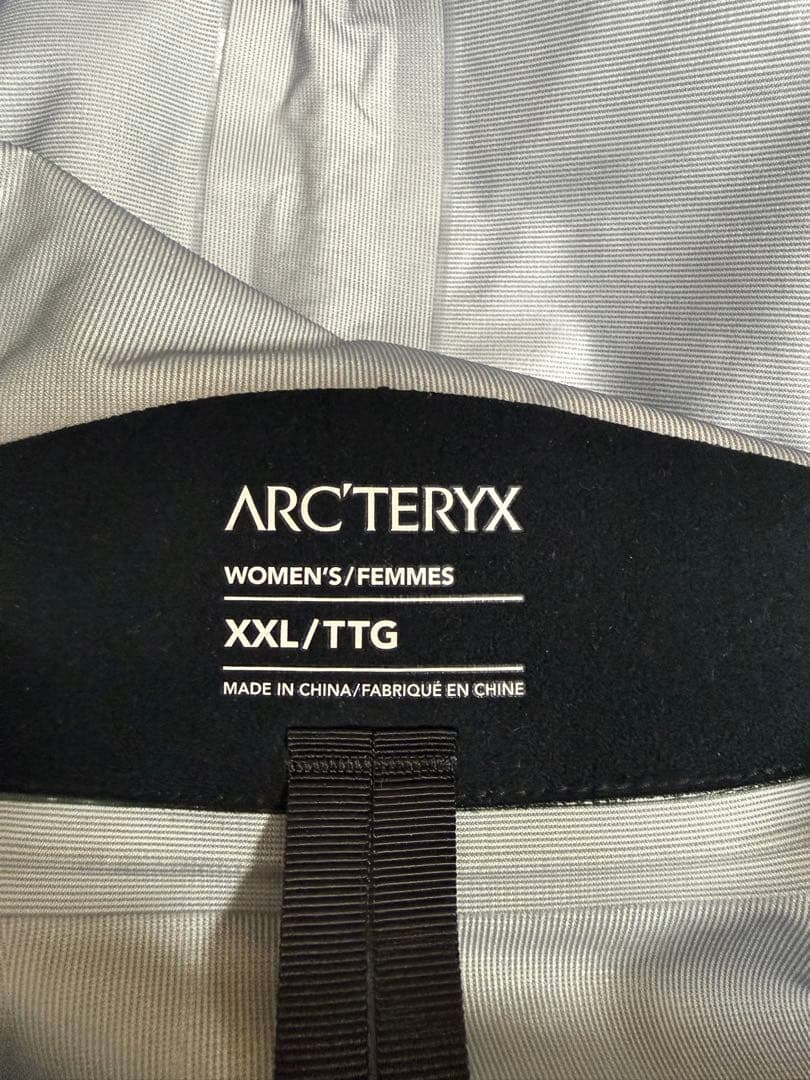 ARC'TERYX
WOMEN'S/FEMMES
XXL/TTG
MADE IN CHINA/FABRIQUÉ EN CHINE